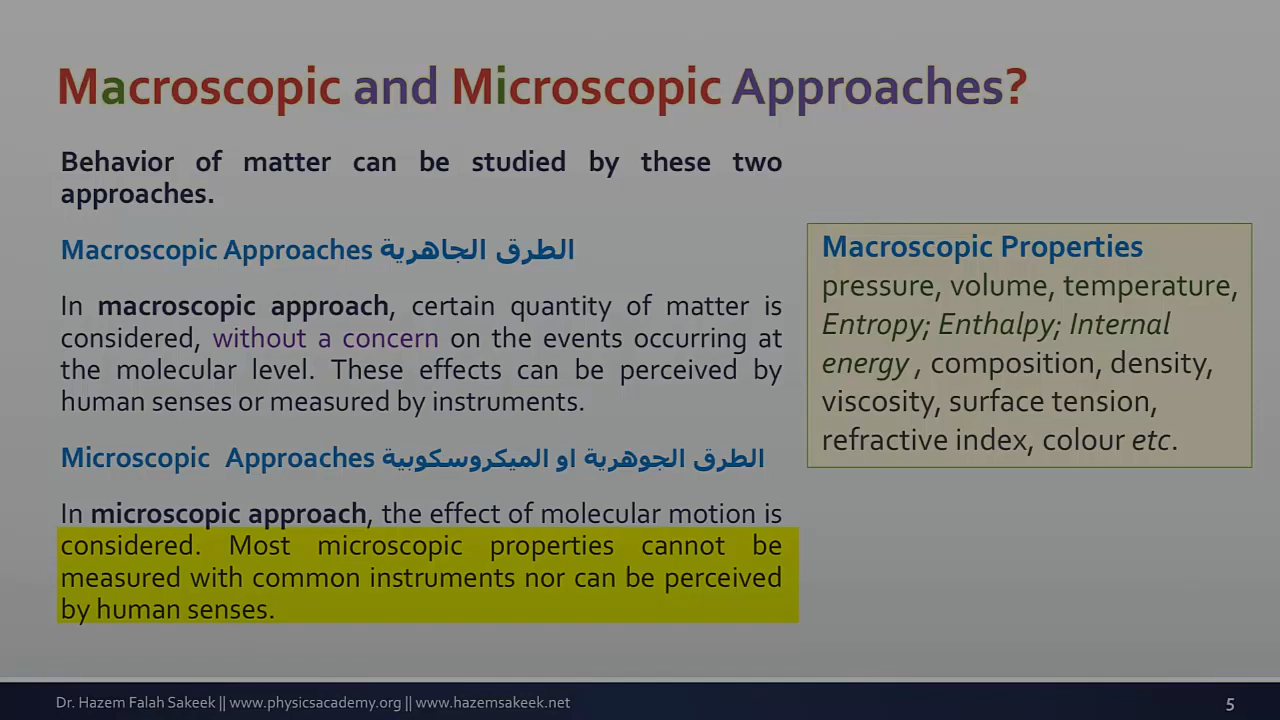 Macroscopic and Microscopic Approaches?
Behavior of matter can be studied by these two
approaches.
Macroscopic Approaches الطرق الجاهرية
In macroscopic approach, certain quantity of matter is
considered, without a concern on the events occurring at
the molecular level. These effects can be perceived by
human senses or measured by instruments.
Microscopic Approaches الطرق الجوهرية او الميكروسكوبية
In microscopic approach, the effect of molecular motion is
considered. Most microscopic properties cannot be
measured with common instruments nor can be perceived
by human senses.
Macroscopic Properties
pressure, volume, temperature,
Entropy; Enthalpy; Internal
energy , composition, density,
viscosity, surface tension,
refractive index, colour etc.
Dr. Hazem Falah Sakeek || www.physicsacademy.org || www.hazemsakeek.net
5